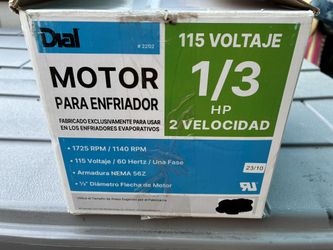 Dial
# 2202
115 VOLTAJE
MOTOR
PARA ENFRIADOR
1/3
HP
2 VELOCIDAD
FABRICADO EXCLUSIVAMENTE PARA USAR
EN LOS ENFRIADORES EVAPORATIVOS
• 1725 RPM / 1140 RPM
• 115 Voltaje / 60 Hertz / Una Fase
• Armadura NEMA 56Z
• ½" Diámetro Flecha de Motor
23/10